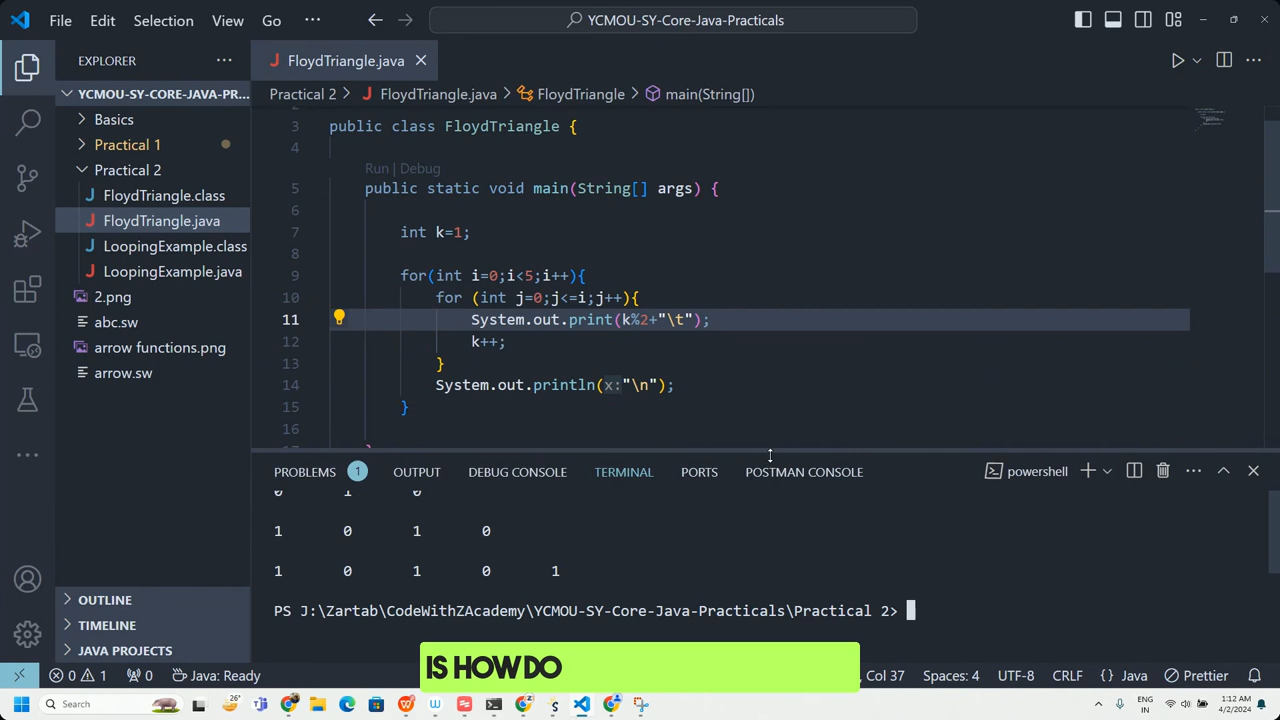 File Edit Selection View Go ··· YCMOU-SY-Core-Java-Practicals
EXPLORER ··· J FloydTriangle.java
YCMOU-SY-CORE-JAVA-PR...
Basics
Practical 1
Practical 2
J FloydTriangle.class
J FloydTriangle.java
J LoopingExample.class
J LoopingExample.java
2.png
abc.sw
arrow functions.png
arrow.sw
OUTLINE
TIMELINE
JAVA PROJECTS
Practical 2 > J FloydTriangle.java > FloydTriangle > main(String[])
3 public class FloydTriangle {
4
Run | Debug
5 public static void main(String[] args) {
6
7 int k=1;
8
9 for(int i=0;i<5;i++){
10 for (int j=0;j<=i;j++){
11 System.out.print(k%2+"\t");
12 k++;
13 }
14 System.out.println(x:"\n");
15 }
16
PROBLEMS 1 OUTPUT DEBUG CONSOLE TERMINAL PORTS POSTMAN CONSOLE powershell
0 1 0
1 0 1 0
1 0 1 0 1
PS J:\Zartab\CodeWithZAcademy\YCMOU-SY-Core-Java-Practicals\Practical 2>
IS HOW DO
0 1 0 Java: Ready Col 37 Spaces: 4 UTF-8 CRLF {} Java Prettier
Search 26° ENG IN 1:12 AM 4/2/2024